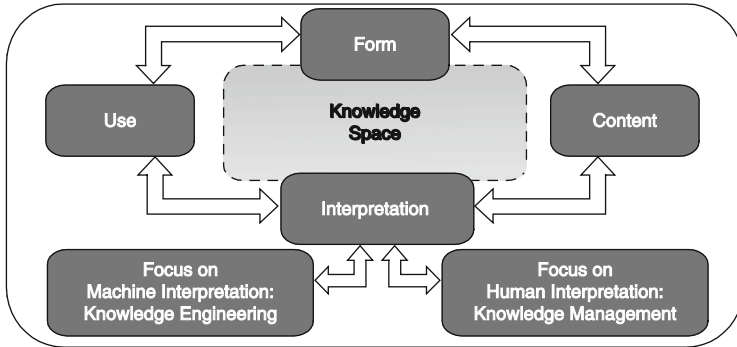 Form
Knowledge
Space
Use
Content
Interpretation
Focus on
Machine Interpretation:
Knowledge Engineering
Focus on
Human Interpretation:
Knowledge Management